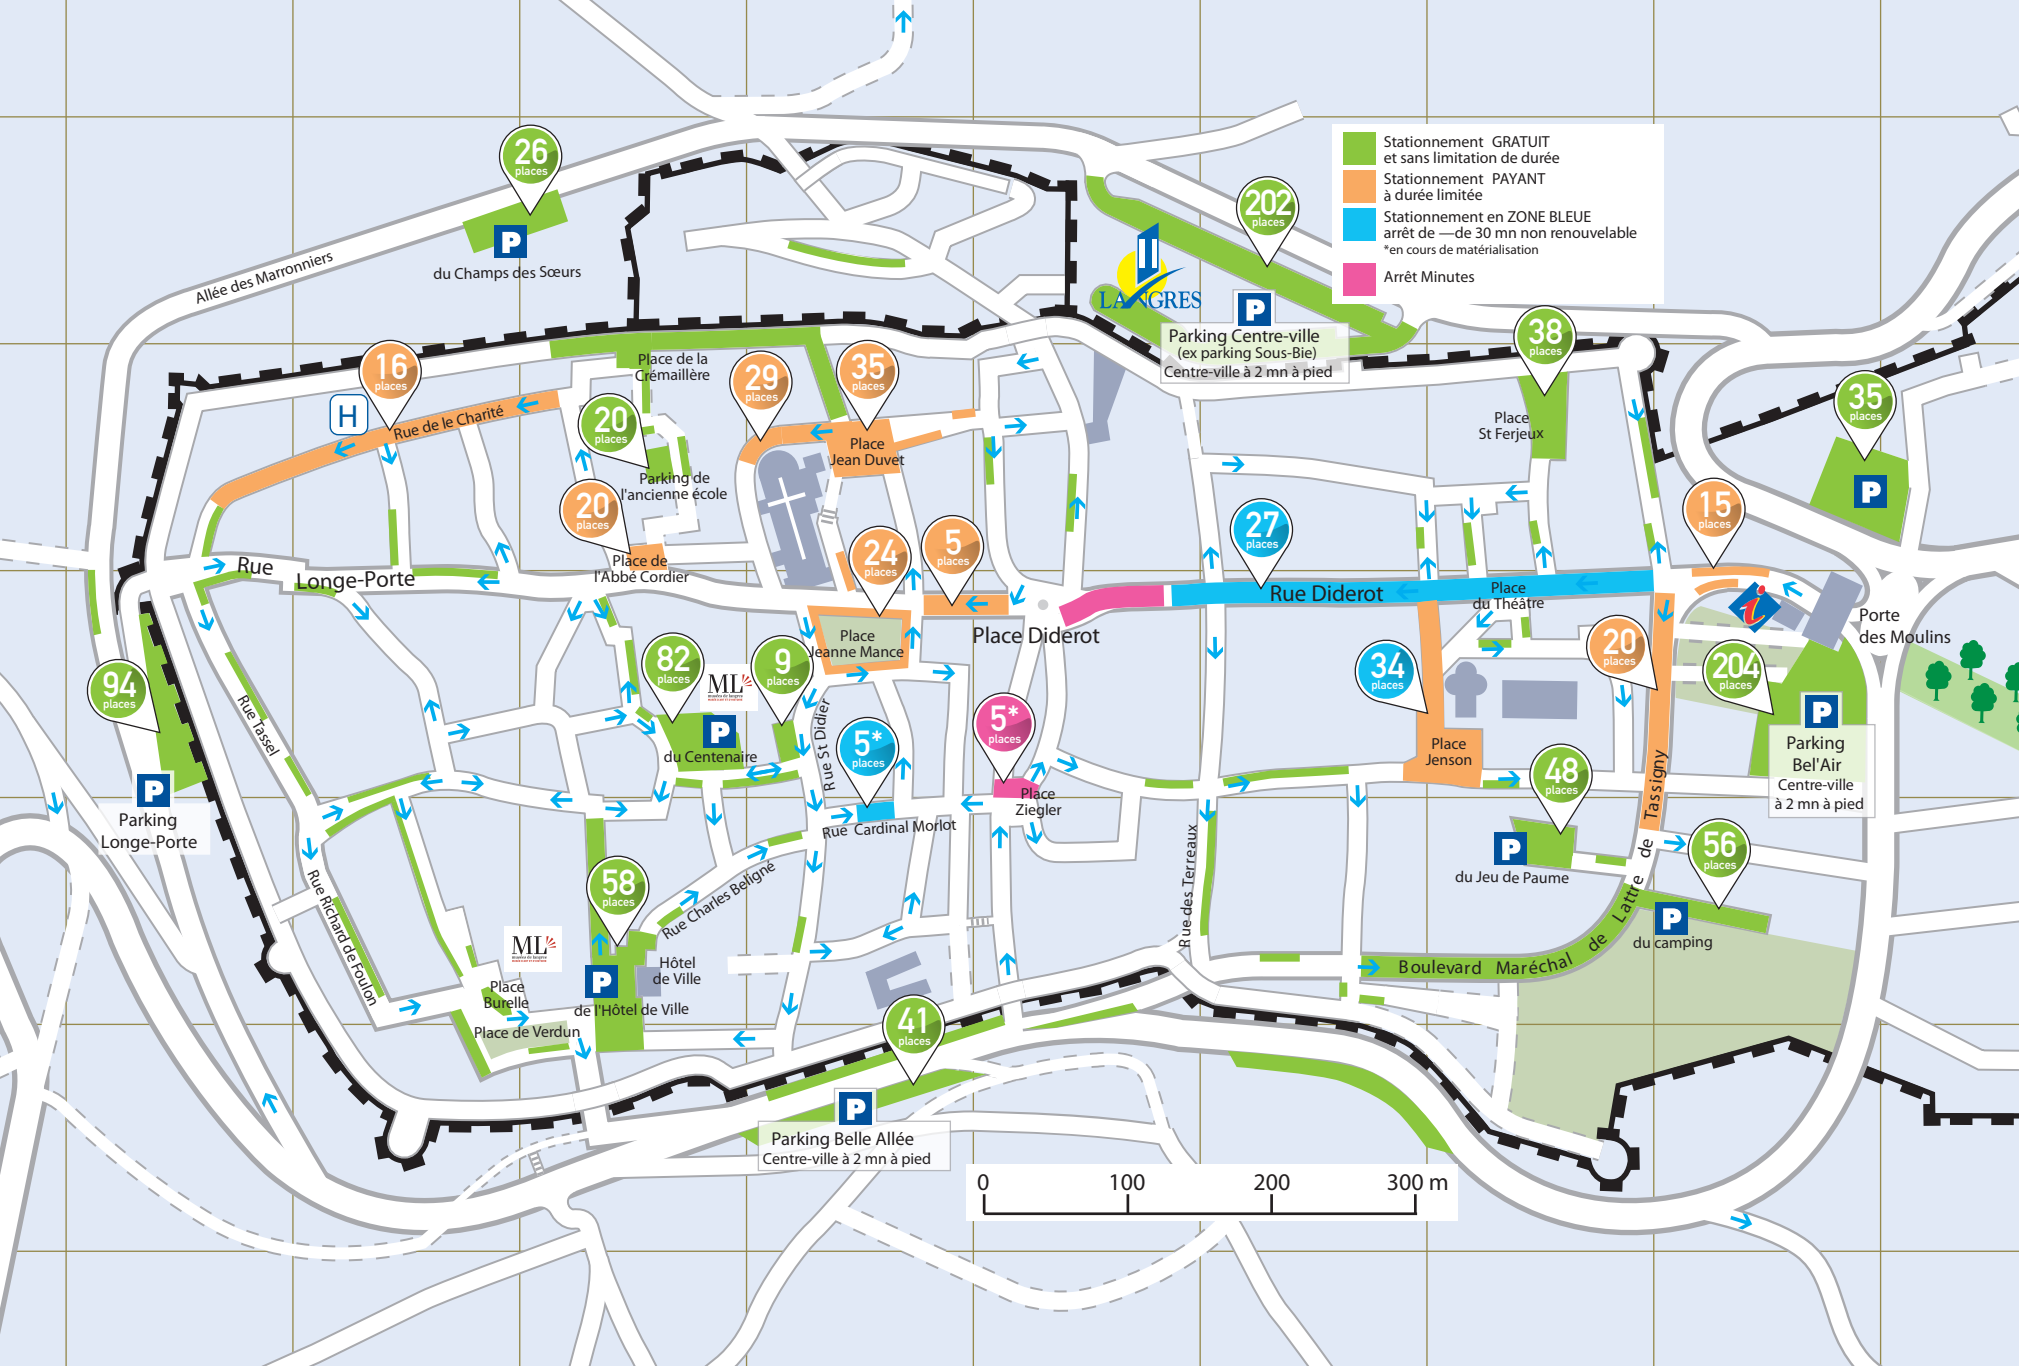 26
places
P
du Champs des Sœurs
Allée des Marronniers
202
places
LANGRES
P
Parking Centre-ville
(ex parking Sous-Bie)
Centre-ville à 2 mn à pied
Stationnement GRATUIT
et sans limitation de durée
Stationnement PAYANT
à durée limitée
Stationnement en ZONE BLEUE
arrêt de —de 30 mn non renouvelable
*en cours de matérialisation
Arrêt Minutes
38
places
Place
St Ferjeux
35
places
P
16
places
H
Rue de le Charité
Place de la
Crémaillère
20
places
Parking de
l'ancienne école
29
places
35
places
Place
Jean Duvet
20
places
Place de
l'Abbé Cordier
24
places
5
places
27
places
15
places
Rue Longe-Porte
Rue Diderot
Place
du Théâtre
i
Porte
des Moulins
Place Diderot
Place
Jeanne Mance
94
places
P
Parking
Longe-Porte
Rue Tassel
82
places
ML
9
places
P
du Centenaire
Rue St Didier
5*
places
5*
places
Place
Ziegler
Rue Cardinal Morlot
34
places
20
places
204
places
P
Parking
Bel'Air
Centre-ville
à 2 mn à pied
Place
Jenson
48
places
P
du Jeu de Paume
56
places
P
du camping
Boulevard Maréchal de Lattre de Tassigny
Rue des Terreaux
58
places
Rue Charles Beligné
Rue Richard de Foulon
ML
P
Hôtel
de Ville
de l'Hôtel de Ville
Place
Burelle
Place de Verdun
41
places
P
Parking Belle Allée
Centre-ville à 2 mn à pied
0 100 200 300 m